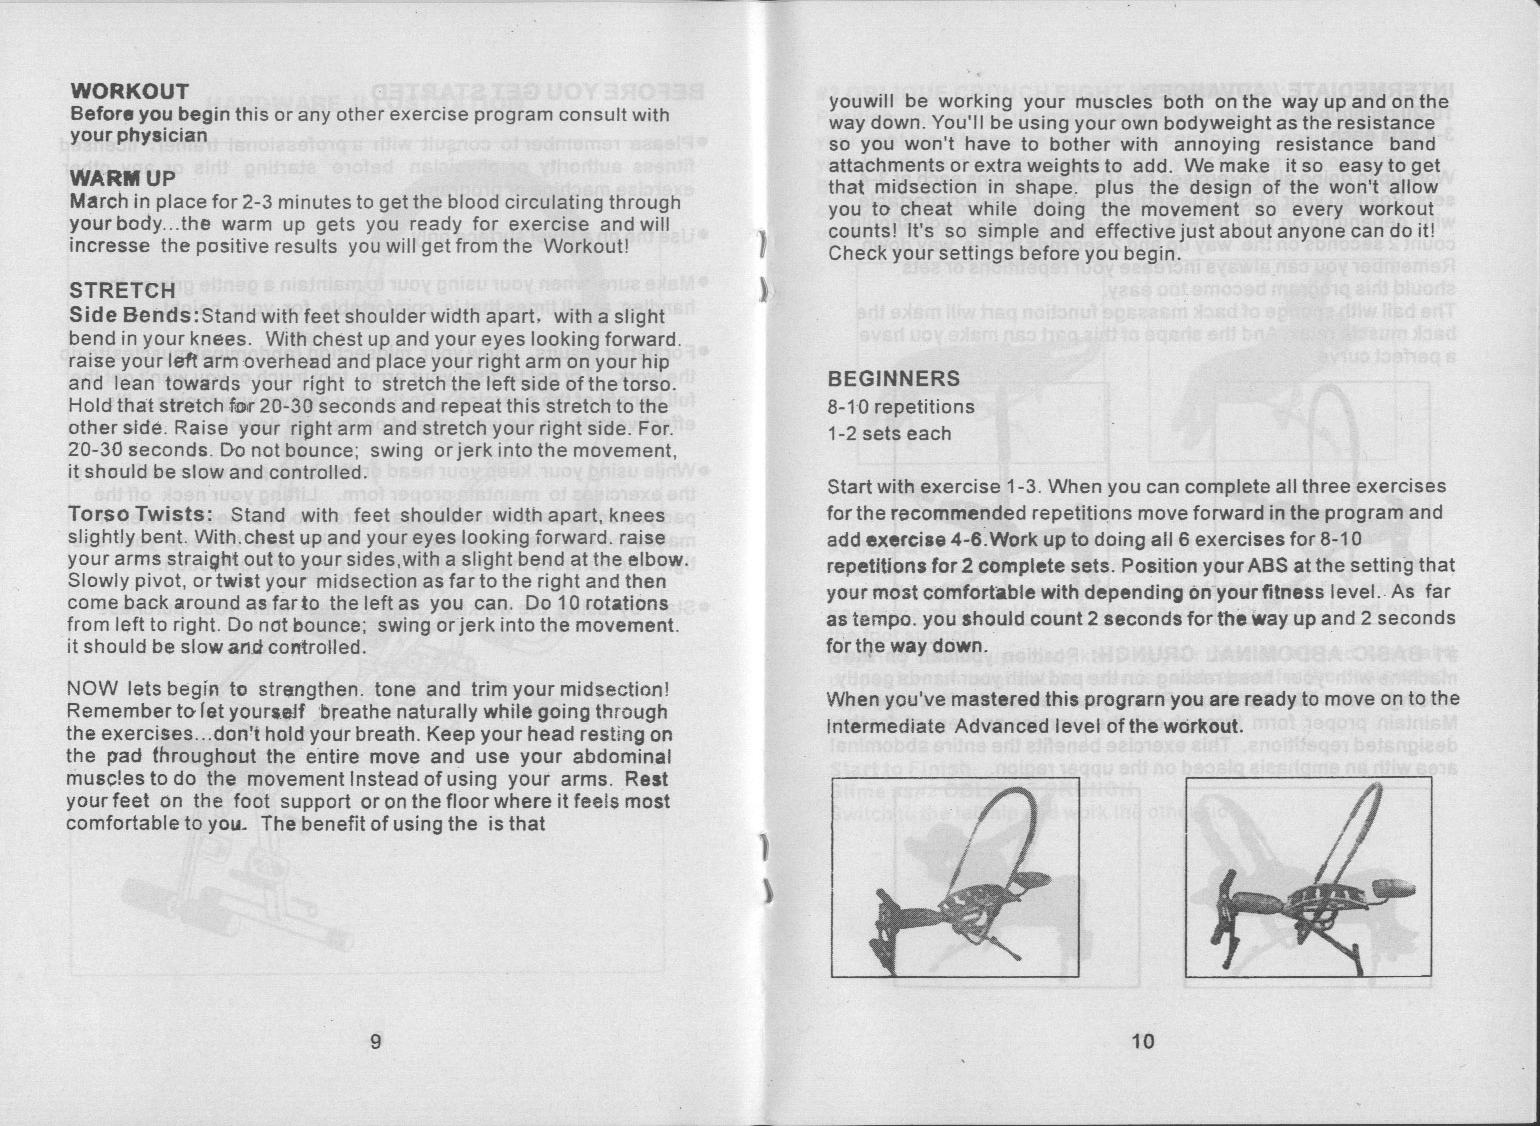 WORKOUT
Before you begin this or any other exercise program consult with
your physician
WARM UP
March in place for 2-3 minutes to get the blood circulating through
your body...the warm up gets you ready for exercise and will
incresse the positive results you will get from the Workout!
STRETCH
Side Bends:Stand with feet shoulder width apart. with a slight
bend in your knees. With chest up and your eyes looking forward.
raise your left arm overhead and place your right arm on your hip
and lean towards your right to stretch the left side of the torso.
Hold that stretch for 20-30 seconds and repeat this stretch to the
other side. Raise your right arm and stretch your right side. For.
20-30 seconds. Do not bounce; swing or jerk into the movement,
it should be slow and controlled.
Torso Twists: Stand with feet shoulder width apart, knees
slightly bent. With.chest up and your eyes looking forward. raise
your arms straight out to your sides,with a slight bend at the elbow.
Slowly pivot, or twist your midsection as far to the right and then
come back around as far to the left as you can. Do 10 rotations
from left to right. Do not bounce; swing or jerk into the movement.
it should be slow and controlled.
NOW lets begin to strengthen. tone and trim your midsection!
Remember to let yourself breathe naturally while going through
the exercises...don't hold your breath. Keep your head resting on
the pad throughout the entire move and use your abdominal
muscles to do the movement Instead of using your arms. Rest
your feet on the foot support or on the floor where it feels most
comfortable to you. The benefit of using the is that
9
youwill be working your muscles both on the way up and on the
way down. You'll be using your own bodyweight as the resistance
so you won't have to bother with annoying resistance band
attachments or extra weights to add. We make it so easy to get
that midsection in shape. plus the design of the won't allow
you to cheat while doing the movement so every workout
counts! It's so simple and effective just about anyone can do it!
Check your settings before you begin.
BEGINNERS
8-10 repetitions
1-2 sets each
Start with exercise 1-3. When you can complete all three exercises
for the recommended repetitions move forward in the program and
add exercise 4-6.Work up to doing all 6 exercises for 8-10
repetitions for 2 complete sets. Position your ABS at the setting that
your most comfortable with depending on your fitness level. As far
as tempo. you should count 2 seconds for the way up and 2 seconds
for the way down.
When you've mastered this program you are ready to move on to the
Intermediate Advanced level of the workout.
10